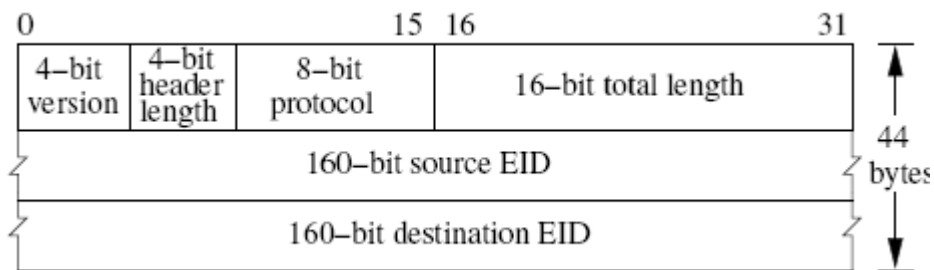 0 15 16 31
4–bit version
4–bit header length
8–bit protocol
16-bit total length
44 bytes
160–bit source EID
160–bit destination EID